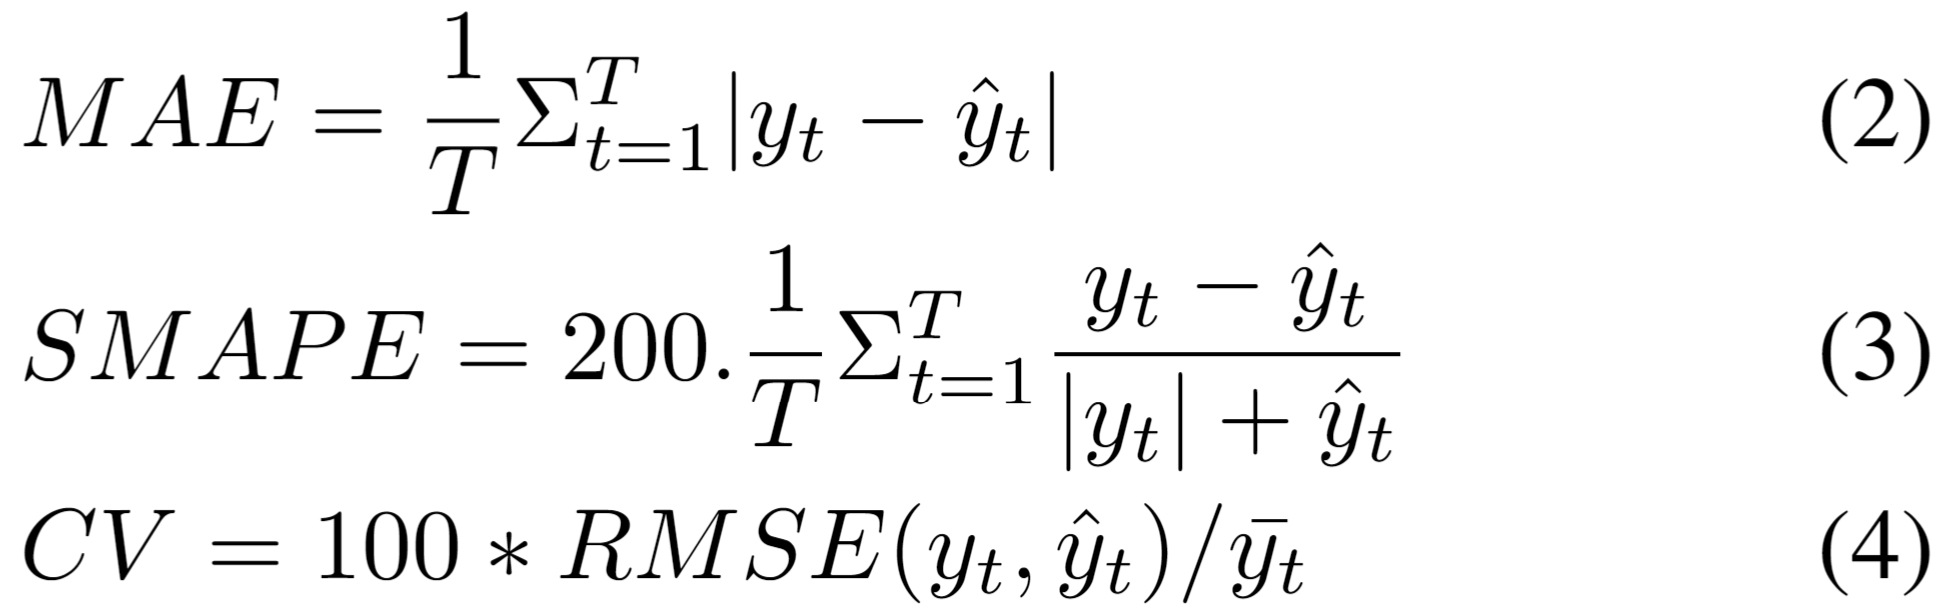 $MAE = \frac{1}{T} \Sigma_{t=1}^{T} |y_t - \hat{y}_t|$ (2)
$SMAPE = 200. \frac{1}{T} \Sigma_{t=1}^{T} \frac{y_t - \hat{y}_t}{|y_t| + \hat{y}_t}$ (3)
$CV = 100 * RMSE(y_t, \hat{y}_t) / \bar{y_t}$ (4)